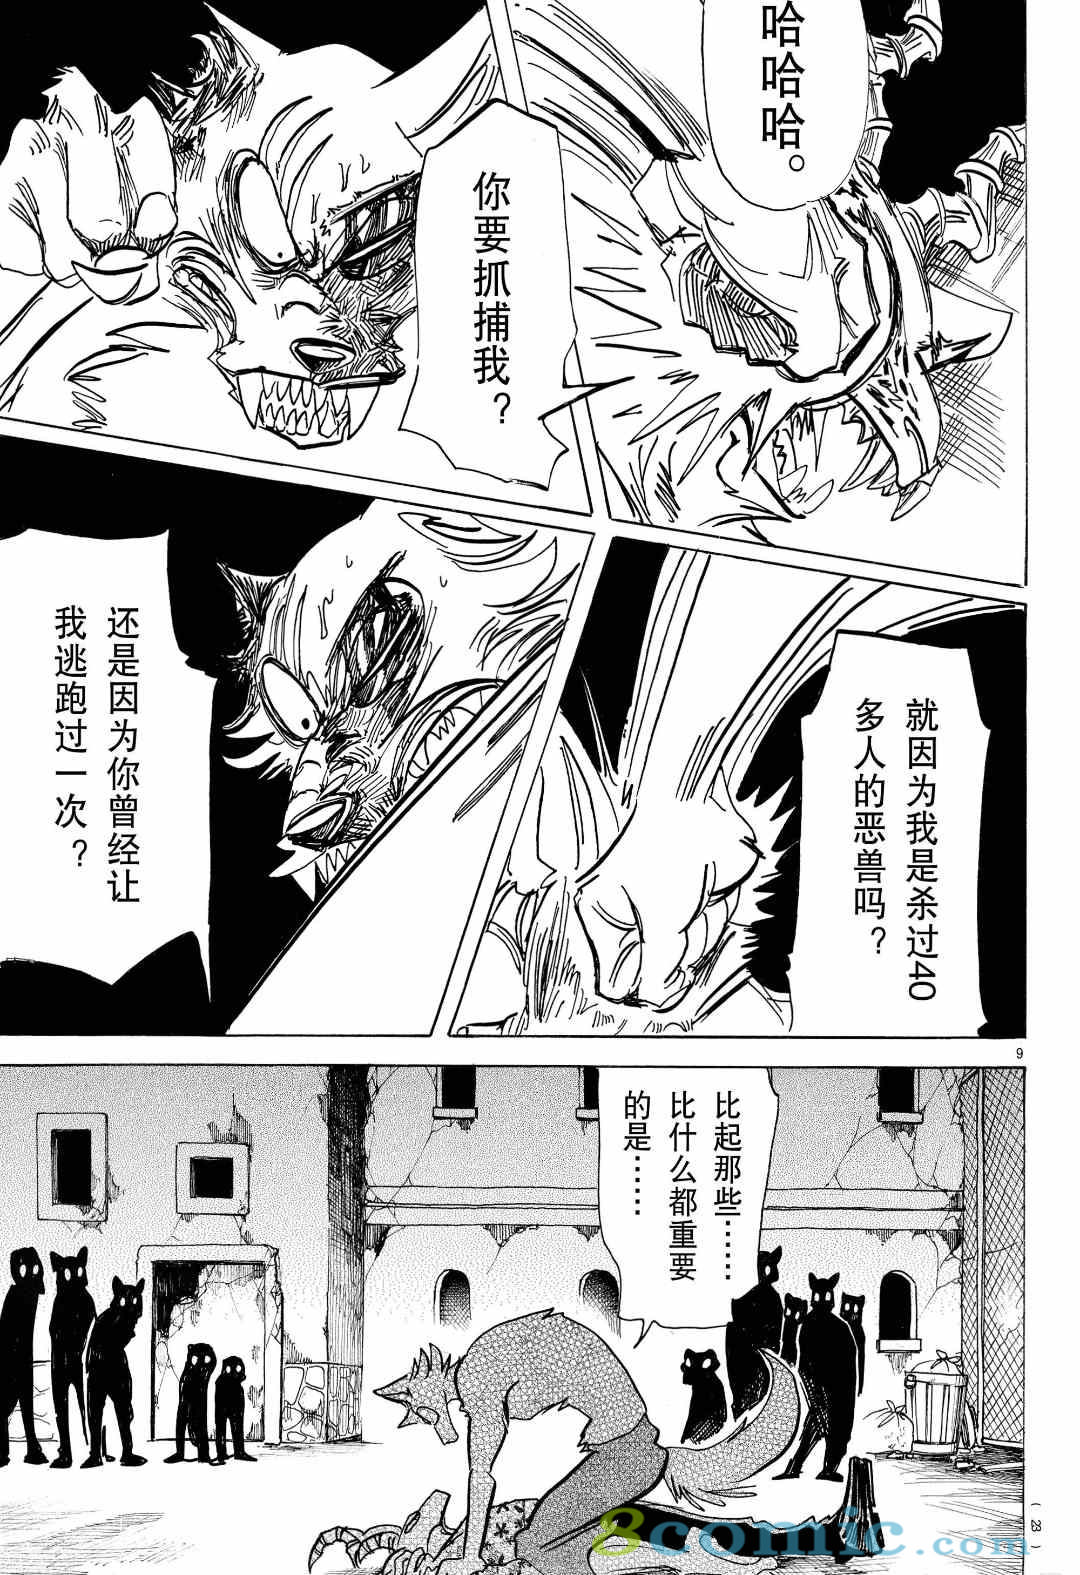 哈哈哈。
你要抓捕我？
就因为我是杀过40
多人的恶兽吗？
还是因为你曾经让
我逃跑过一次？
9
比起那些……
比什么都重要
的是……
(23)
8comic.com